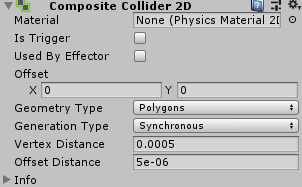 Composite Collider 2D
Material None (Physics Material 2D
Is Trigger
Used By Effector
Offset
X 0 Y 0
Geometry Type Polygons
Generation Type Synchronous
Vertex Distance 0.0005
Offset Distance 5e-06
Info